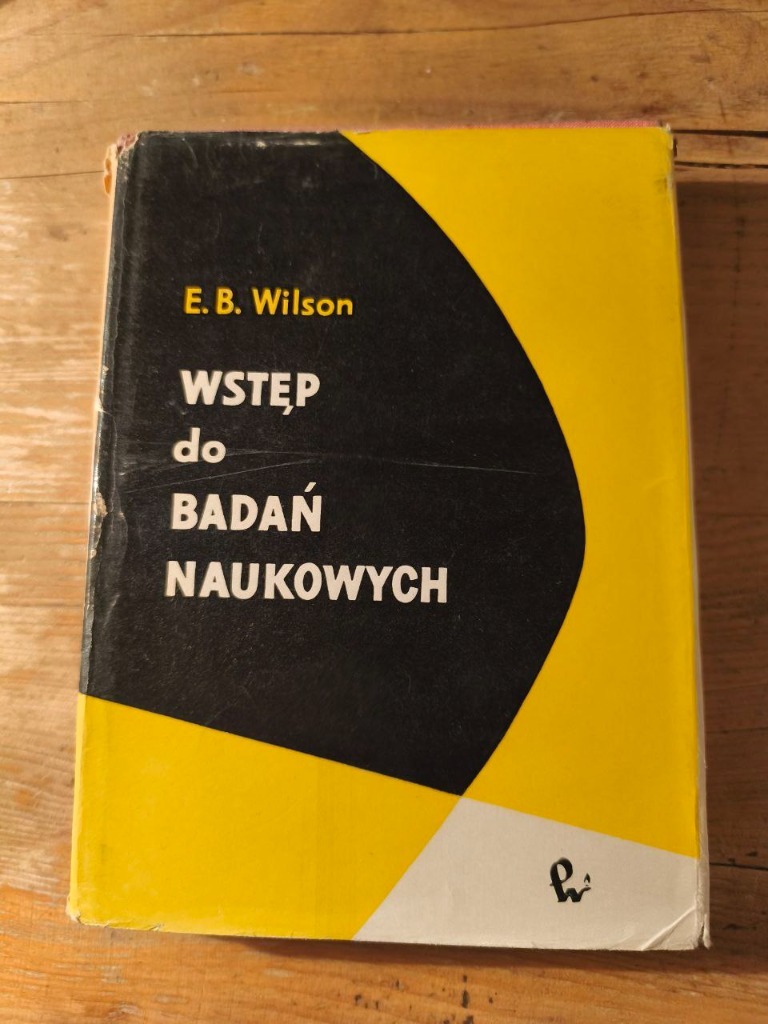 E. B. Wilson
WSTĘP
do
BADAŃ
NAUKOWYCH